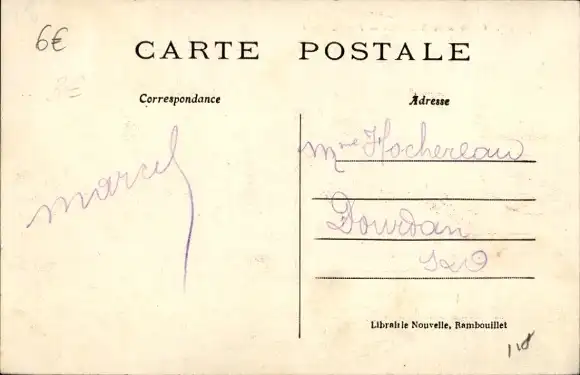 6€
CARTE POSTALE
Correspondance
Adresse
marcel
Mme Hochereau
Dourdan
S&O
Librairie Nouvelle, Rambouillet